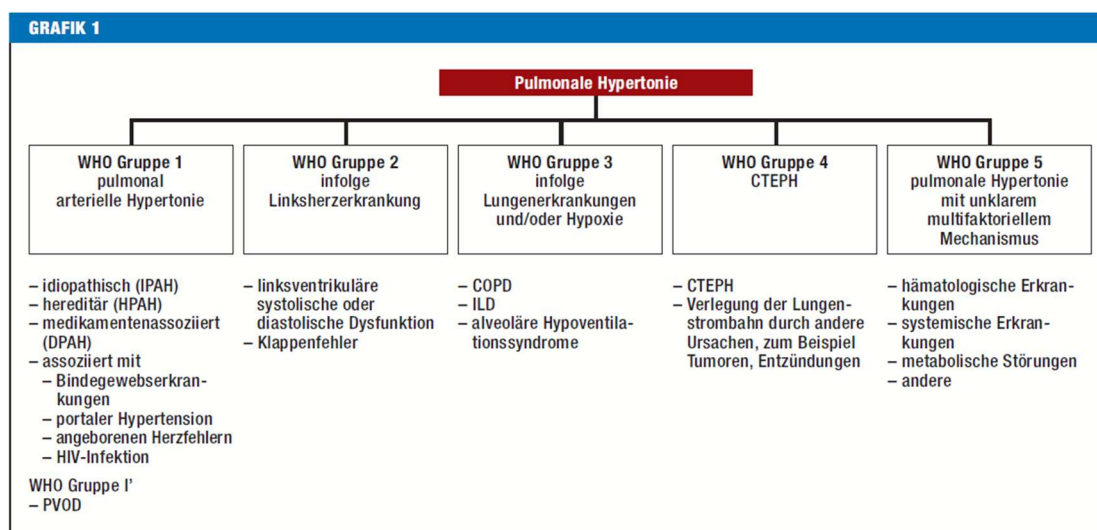 GRAFIK 1
Pulmonale Hypertonie
WHO Gruppe 1
pulmonal
arterielle Hypertonie
– idiopathisch (IPAH)
– hereditär (HPAH)
– medikamentenassoziiert
(DPAH)
– assoziiert mit
– Bindegewebserkran-
kungen
– portaler Hypertension
– angeborenen Herzfehlern
– HIV-Infektion
WHO Gruppe I'
– PVOD
WHO Gruppe 2
infolge
Linksherzerkrankung
– linksventrikuläre
systolische oder
diastolische Dysfunktion
– Klappenfehler
WHO Gruppe 3
infolge
Lungenerkrankungen
und/oder Hypoxie
– COPD
– ILD
– alveoläre Hypoventila-
tionssyndrome
WHO Gruppe 4
CTEPH
– CTEPH
– Verlegung der Lungen-
strombahn durch andere
Ursachen, zum Beispiel
Tumoren, Entzündungen
WHO Gruppe 5
pulmonale Hypertonie
mit unklarem
multifaktoriellem
Mechanismus
– hämatologische Erkran-
kungen
– systemische Erkran-
kungen
– metabolische Störungen
– andere